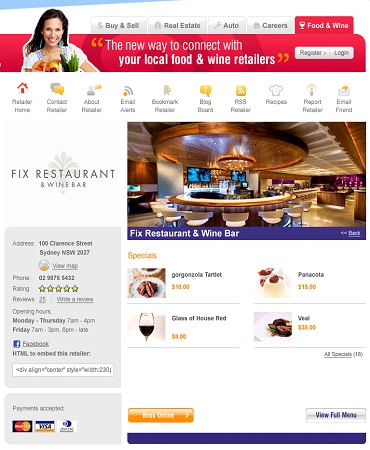 Buy & Sell
Real Estate
Auto
Careers
Food & Wine
“The new way to connect with
your local food & wine retailers”
Register
Login
Retailer Home
Contact Retailer
About Retailer
Email Alerts
Bookmark Retailer
Blog Board
RSS Retailer
Recipes
Report Retailer
Email Friend
FIX RESTAURANT
& WINE BAR
Fix Restaurant & Wine Bar
<< Back
Address: 100 Clarence Street
Sydney NSW 2027
View map
Phone: 02 9876 5432
Rating:
Reviews: 25 | Write a review
Opening hours:
Monday - Thursday 7am - 4pm
Friday 7am - 3pm, 6pm - late
Facebook
HTML to embed this retailer:
<div align="center" style="width:230
Payments accepted:
MasterCard
VISA
Specials
gorgonzola Tartlet
$10.00
Panacota
$15.00
Glass of House Red
$8.00
Veal
$38.00
All Specials (16)
Book Online
View Full Menu